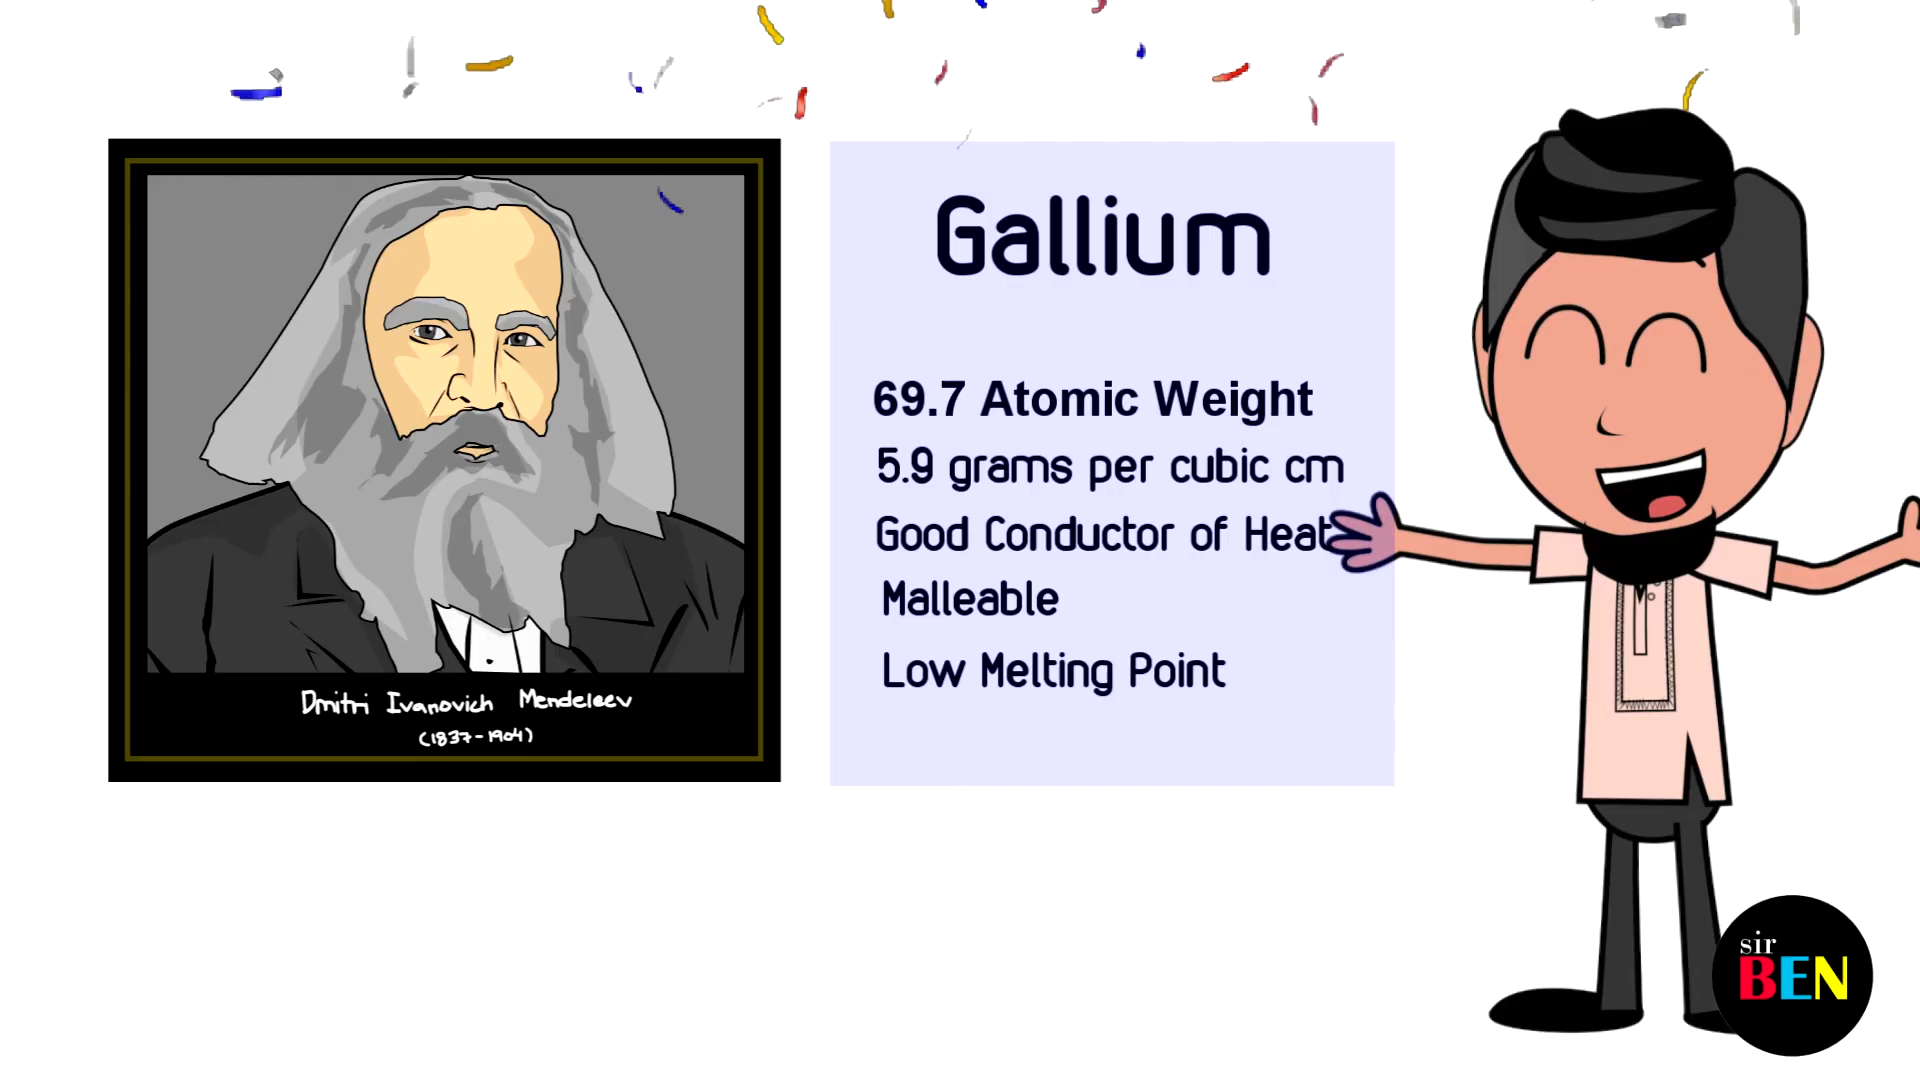 Dmitri Ivanovich Mendeleev
(1837-1904)
Gallium
69.7 Atomic Weight
5.9 grams per cubic cm
Good Conductor of Heat
Malleable
Low Melting Point
sir
BEN